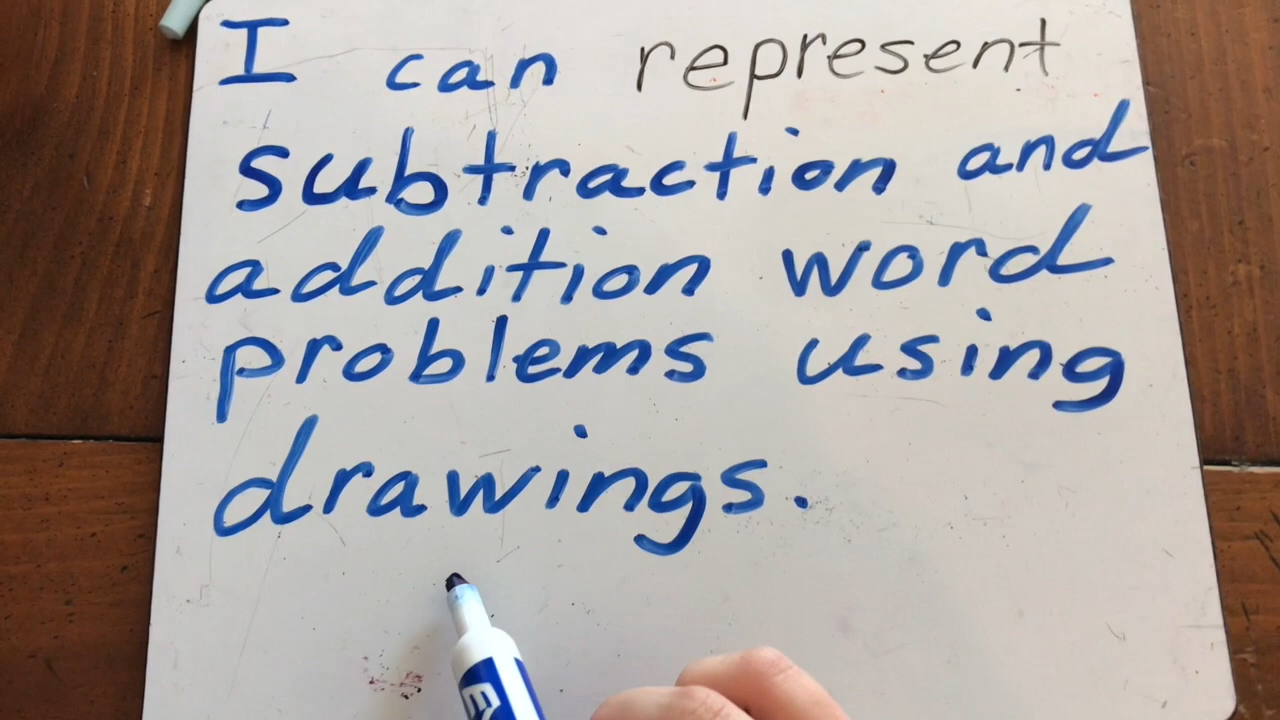 I can represent
subtraction and
addition word
problems using
drawings.